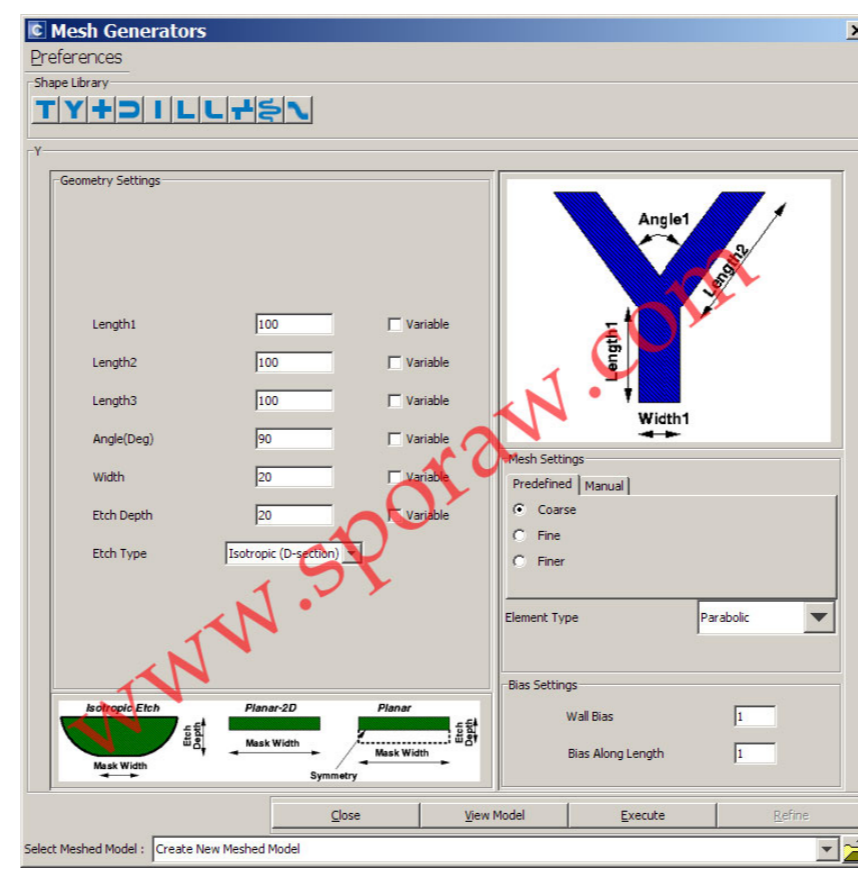 Mesh Generators
Preferences
Shape Library
Y
Geometry Settings
Length1 100 Variable
Length2 100 Variable
Length3 100 Variable
Angle(Deg) 90 Variable
Width 20 Variable
Etch Depth 20 Variable
Etch Type Isotropic (D-section)
Isotropic Etch
Mask Width
Etch
Depth
Planar-2D
Mask Width
Symmetry
Planar
Mask Width
Etch
Depth
Angle1
Length2
Length1
Width1
Mesh Settings
Predefined Manual
Coarse
Fine
Finer
Element Type Parabolic
Bias Settings
Wall Bias 1
Bias Along Length 1
Close View Model Execute Refine
Select Meshed Model : Create New Meshed Model
www.sporaw.com